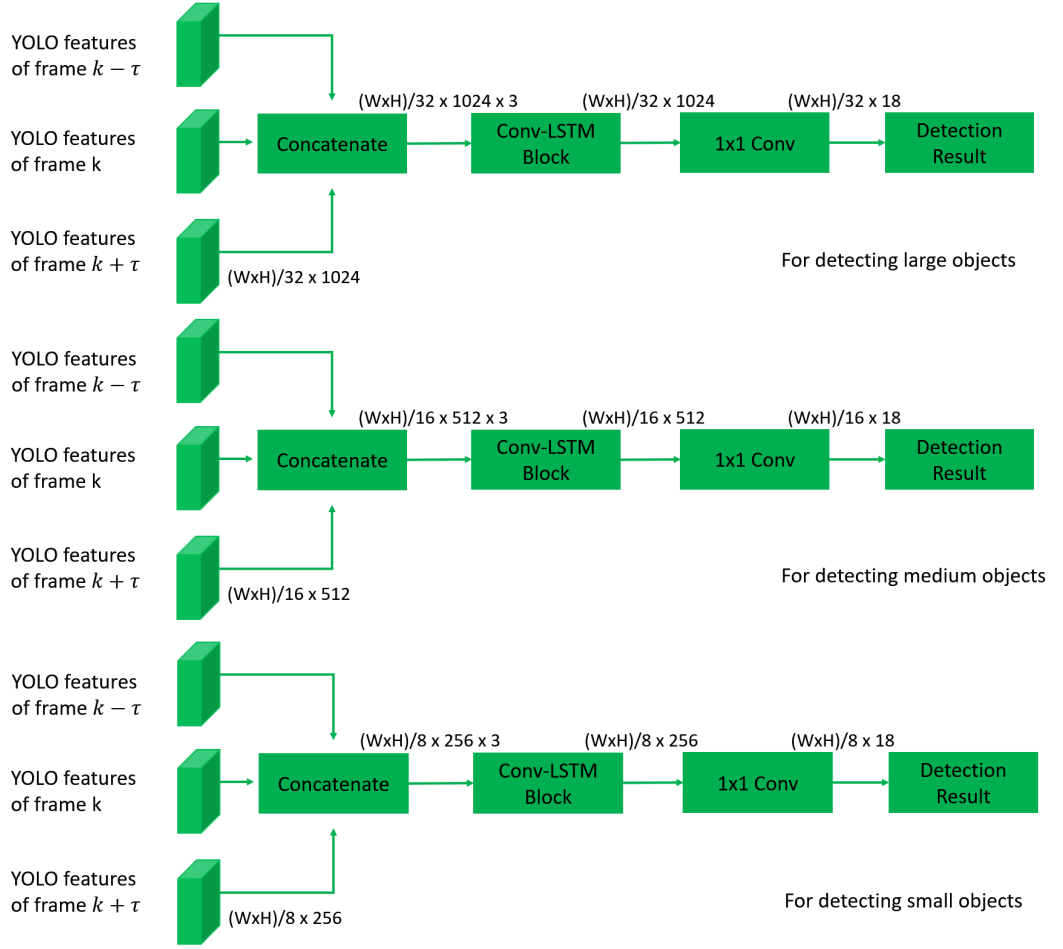 YOLO features
of frame k − τ
YOLO features
of frame k
YOLO features
of frame k + τ
(WxH)/32 x 1024
Concatenate
(WxH)/32 x 1024 x 3
Conv-LSTM
Block
(WxH)/32 x 1024
1x1 Conv
(WxH)/32 x 18
Detection
Result
For detecting large objects
YOLO features
of frame k − τ
YOLO features
of frame k
YOLO features
of frame k + τ
(WxH)/16 x 512
Concatenate
(WxH)/16 x 512 x 3
Conv-LSTM
Block
(WxH)/16 x 512
1x1 Conv
(WxH)/16 x 18
Detection
Result
For detecting medium objects
YOLO features
of frame k − τ
YOLO features
of frame k
YOLO features
of frame k + τ
(WxH)/8 x 256
Concatenate
(WxH)/8 x 256 x 3
Conv-LSTM
Block
(WxH)/8 x 256
1x1 Conv
(WxH)/8 x 18
Detection
Result
For detecting small objects